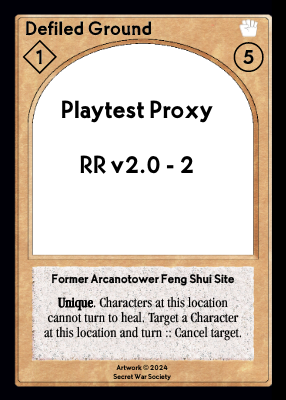 Defiled Ground
1
5
Playtest Proxy
RR v2.0 - 2
Former Arcanotower Feng Shui Site
Unique. Characters at this location
cannot turn to heal. Target a Character
at this location and turn :: Cancel target.
Artwork © 2024
Secret War Society